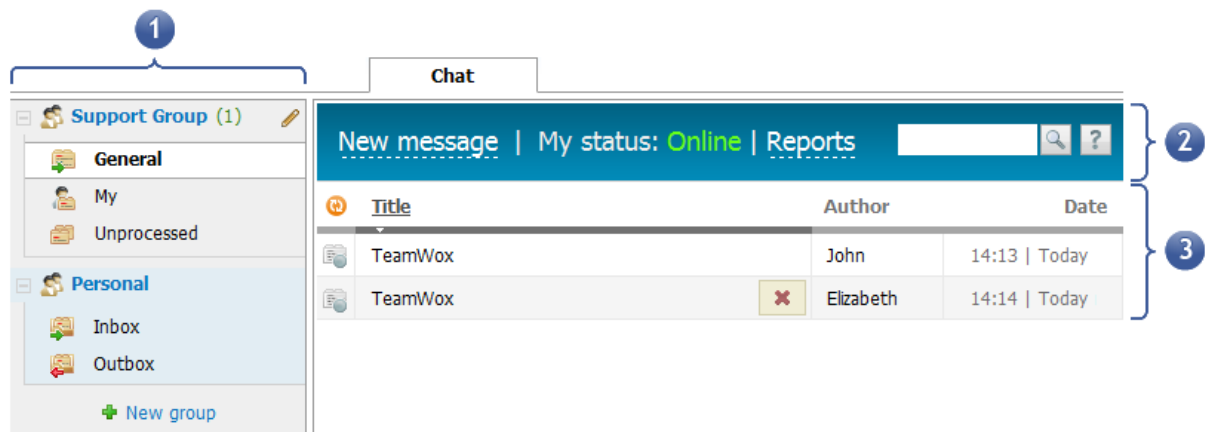 1
Chat
Support Group (1)
General
My
Unprocessed
Personal
Inbox
Outbox
New group
New message | My status: Online | Reports
?
2
Title Author Date
TeamWox John 14:13 | Today
TeamWox Elizabeth 14:14 | Today
3